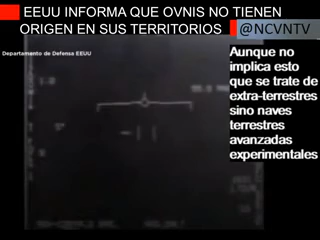 EEUU INFORMA QUE OVNIS NO TIENEN
ORIGEN EN SUS TERRITORIOS
@NCVNTV
Departamento de Defensa EEUU
Aunque no
implica esto
que se trate de
extra-terrestres
sino naves
terrestres
avanzadas
experimentales